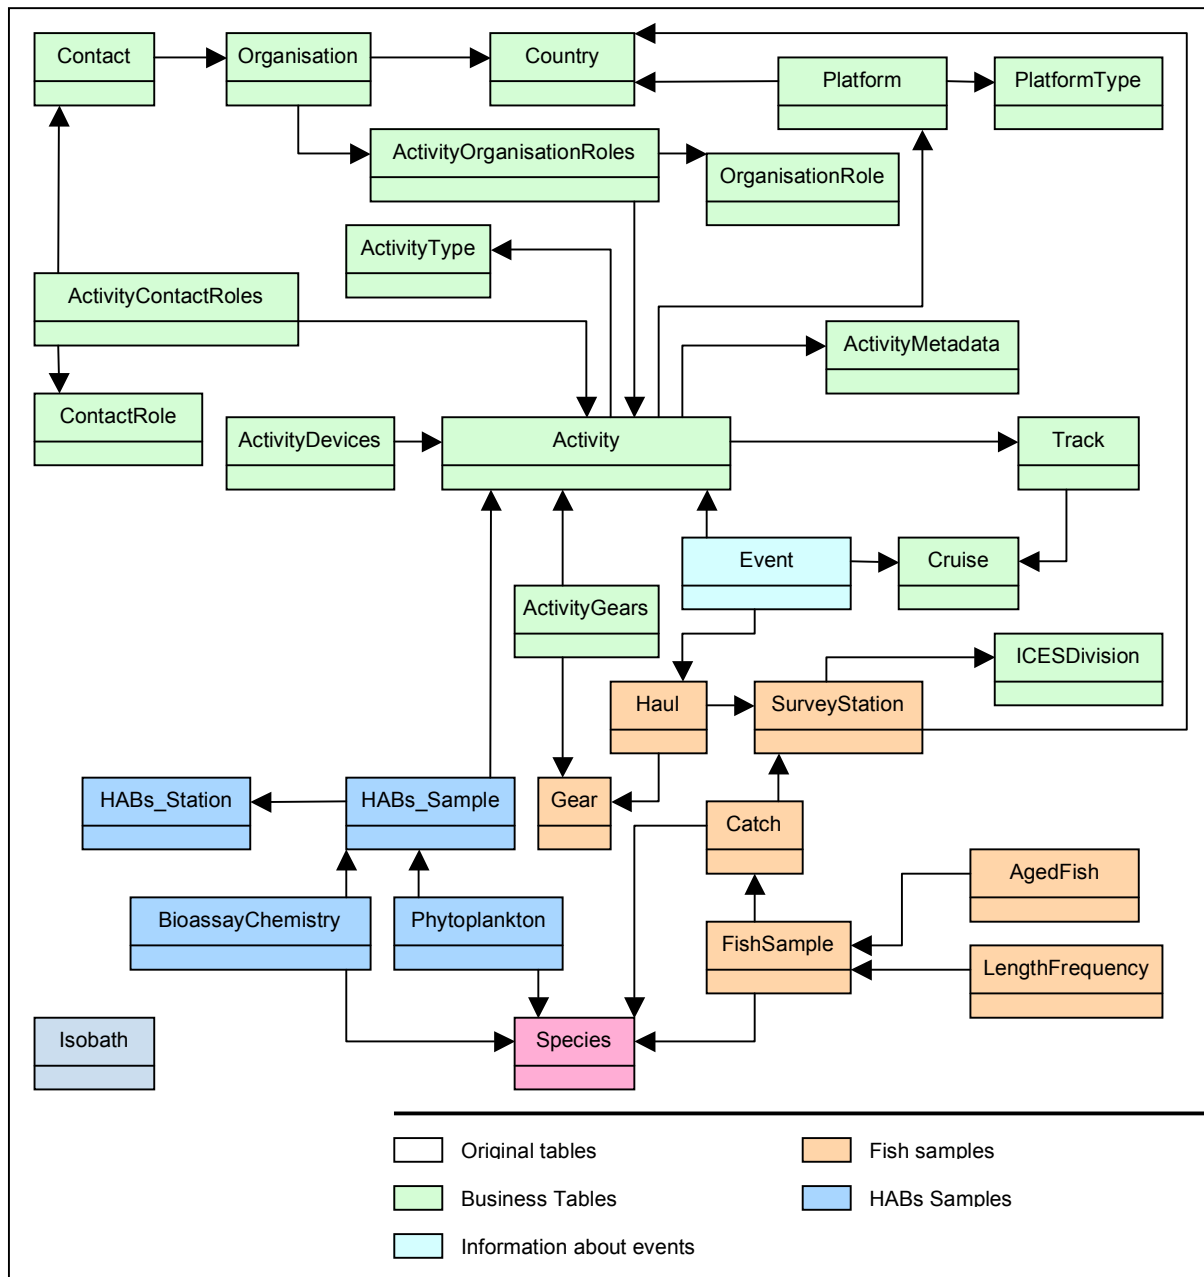 Contact
Organisation
Country
Platform
PlatformType
ActivityOrganisationRoles
OrganisationRole
ActivityType
ActivityContactRoles
ActivityMetadata
ContactRole
ActivityDevices
Activity
Track
Event
Cruise
ActivityGears
ICESDivision
Haul
SurveyStation
HABs_Station
HABs_Sample
Gear
Catch
AgedFish
BioassayChemistry
Phytoplankton
FishSample
LengthFrequency
Isobath
Species
Original tables
Fish samples
Business Tables
HABs Samples
Information about events